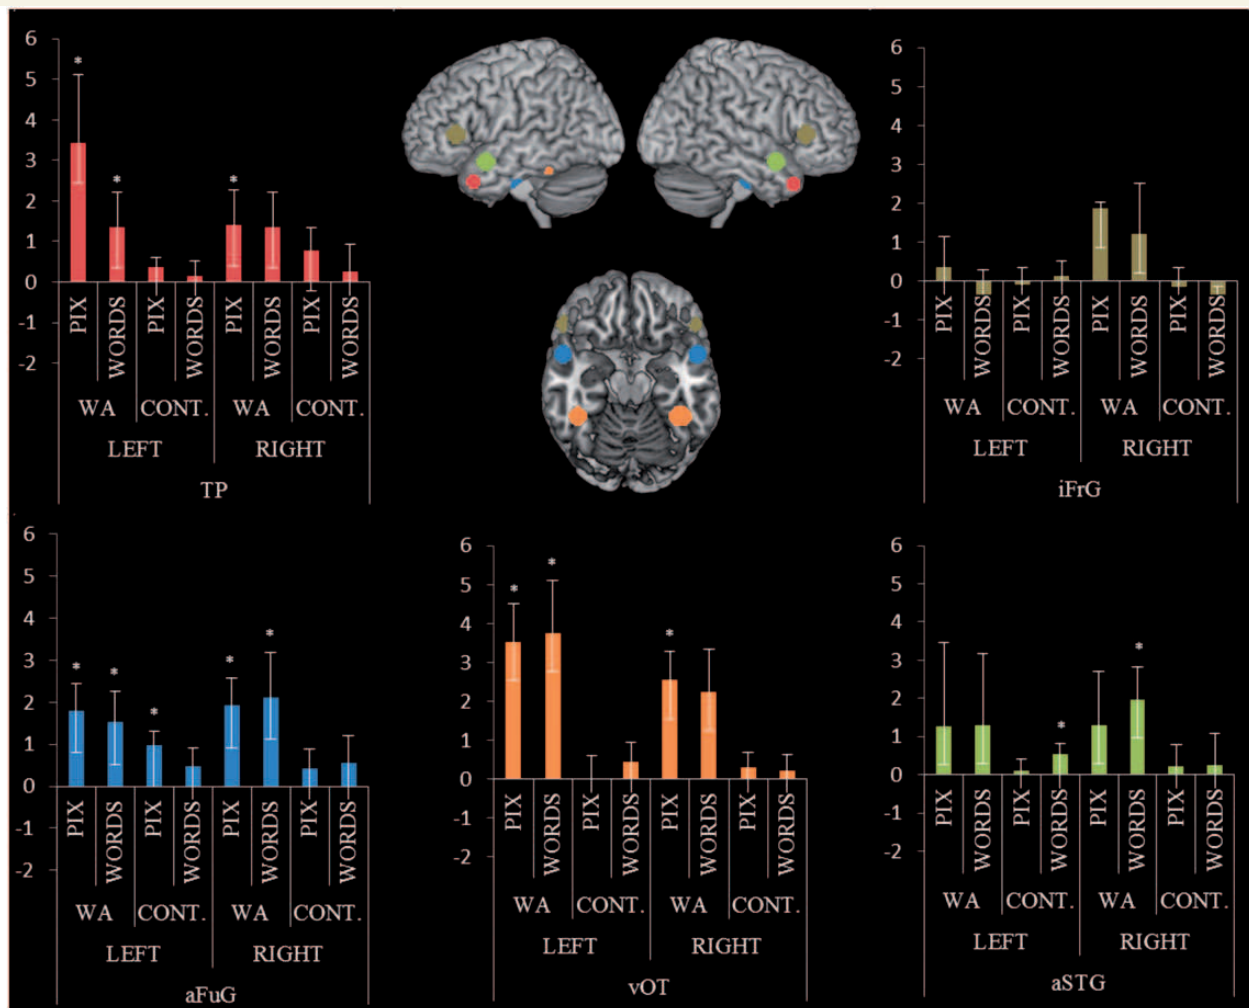 6
5
4
3
2
1
0
-1
-2
*
*
*
PIX
WORDS
PIX
WORDS
PIX
WORDS
PIX
WORDS
WA
CONT.
WA
CONT.
LEFT
RIGHT
TP
6
5
4
3
2
1
0
-1
-2
PIX
WORDS
PIX
WORDS
PIX
WORDS
PIX
WORDS
WA
CONT.
WA
CONT.
LEFT
RIGHT
iFrG
6
5
4
3
2
1
0
-1
-2
*
*
*
*
*
PIX
WORDS
PIX
WORDS
PIX
WORDS
PIX
WORDS
WA
CONT.
WA
CONT.
LEFT
RIGHT
aFuG
6
5
4
3
2
1
0
-1
-2
*
*
*
PIX
WORDS
PIX
WORDS
PIX
WORDS
PIX
WORDS
WA
CONT.
WA
CONT.
LEFT
RIGHT
vOT
6
5
4
3
2
1
0
-1
-2
*
*
PIX
WORDS
PIX
WORDS
PIX
WORDS
PIX
WORDS
WA
CONT.
WA
CONT.
LEFT
RIGHT
aSTG